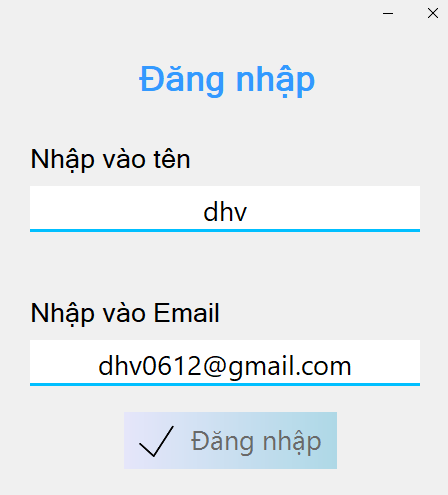 Đăng nhập
Nhập vào tên
dhv
Nhập vào Email
dhv0612@gmail.com
Đăng nhập